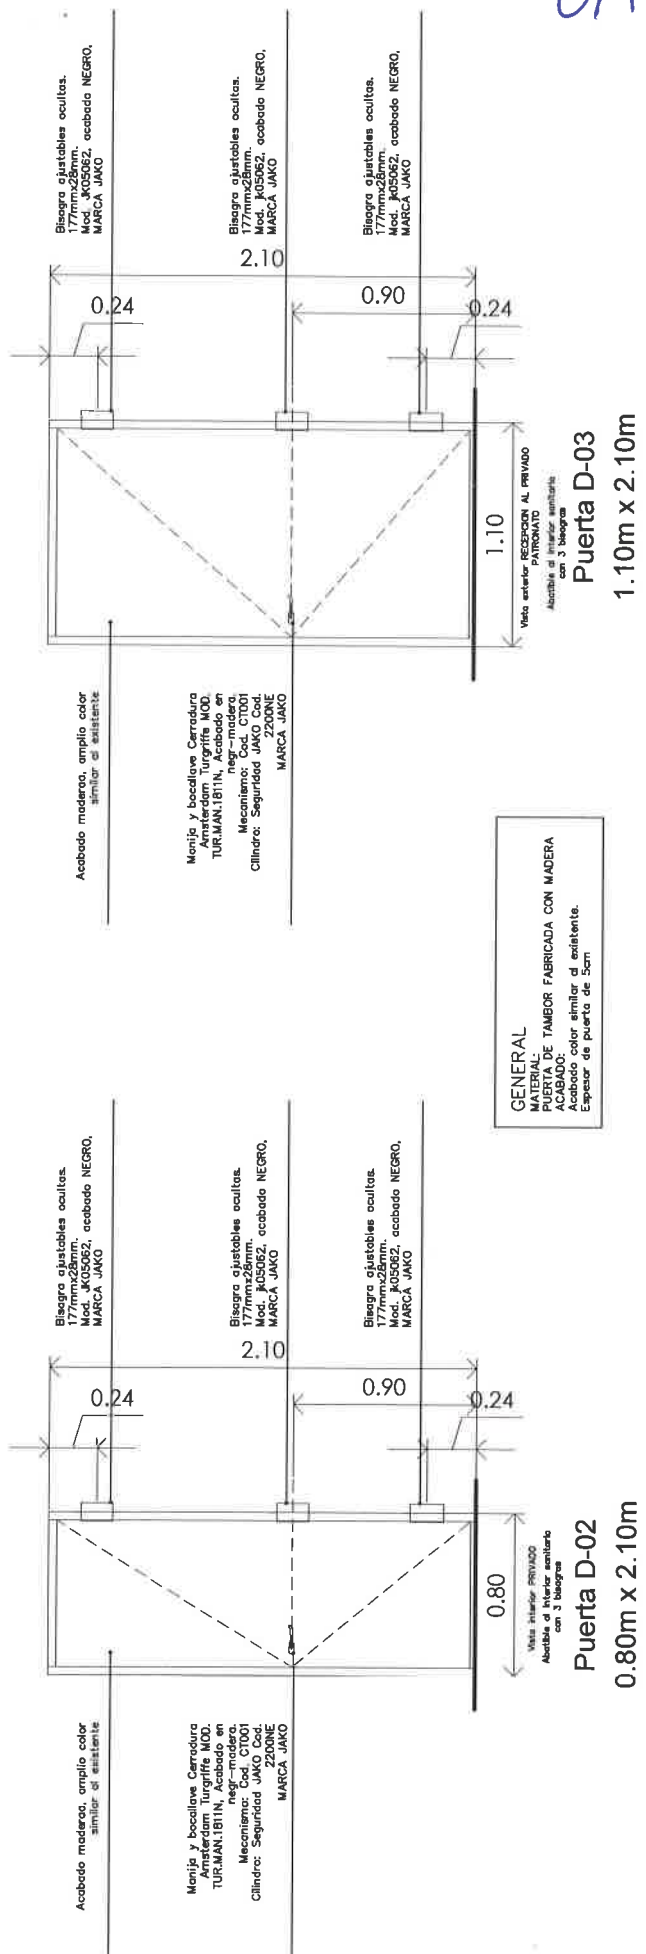 Acabado maderao, amplio color
similar al existente
Manija y bocallave Cerradura
Amsterdam Turgriffe MOD.
TUR.MAN.1811N, Acabado en
negr-madera.
Mecanismo: Cod. CT001
Cilindro: Seguridad JAKO Cod.
2200NE
MARCA JAKO
Bisagra ajustables ocultas.
177mmx28mm.
Mod. JK05062, acabado NEGRO,
MARCA JAKO
Bisagra ajustables ocultas.
177mmx28mm.
Mod. jk05062, acabado NEGRO,
MARCA JAKO
Bisagra ajustables ocultas.
177mmx28mm.
Mod. jk05062, acabado NEGRO,
MARCA JAKO
0.24
2.10
0.90
0.24
0.80
Vista interior PRIVADO
Abatible al interior sanitario
con 3 bisagras
Puerta D-02
0.80m x 2.10m
GENERAL
MATERIAL:
PUERTA DE TAMBOR FABRICADA CON MADERA
ACABADO:
Acabado color similar al existente.
Espesor de puerta de 5cm
Acabado maderao, amplio color
similar al existente
Manija y bocallave Cerradura
Amsterdam Turgriffe MOD.
TUR.MAN.1811N, Acabado en
negr-madera.
Mecanismo: Cod. CT001
Cilindro: Seguridad JAKO Cod.
2200NE
MARCA JAKO
Bisagra ajustables ocultas.
177mmx28mm.
Mod. JK05062, acabado NEGRO,
MARCA JAKO
Bisagra ajustables ocultas.
177mmx28mm.
Mod. jk05062, acabado NEGRO,
MARCA JAKO
Bisagra ajustables ocultas.
177mmx28mm.
Mod. jk05062, acabado NEGRO,
MARCA JAKO
0.24
2.10
0.90
0.24
1.10
Vista exterior RECEPCION AL PRIVADO
PATRONATO
Abatible al interior sanitario
con 3 bisagras
Puerta D-03
1.10m x 2.10m